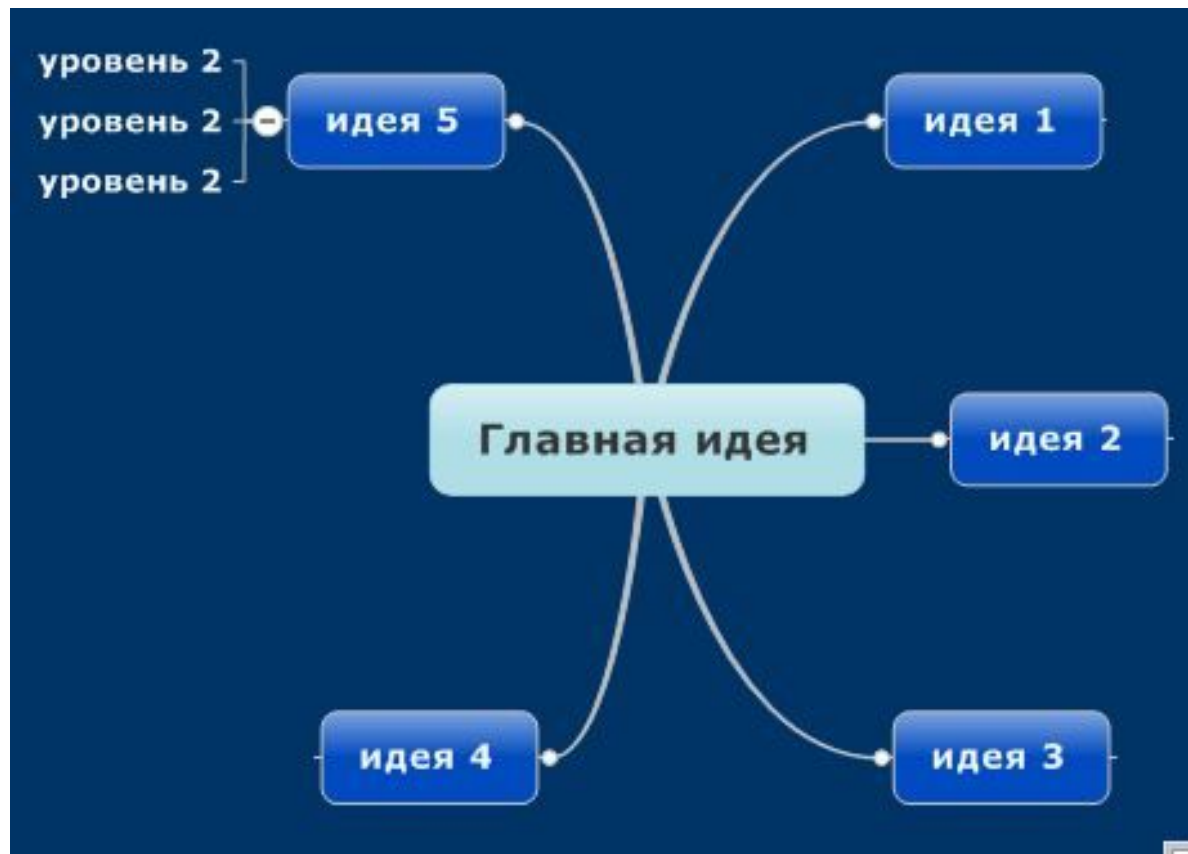 уровень 2
уровень 2
уровень 2
идея 5
идея 1
Главная идея
идея 2
идея 4
идея 3